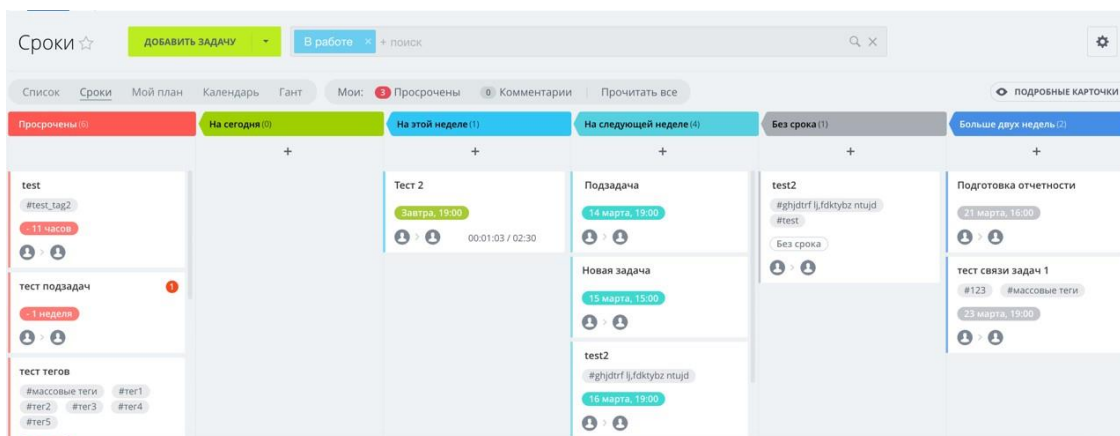 Сроки
ДОБАВИТЬ ЗАДАЧУ
В работе × + поиск
Список Сроки Мой план Календарь Гант Мои: 3 Просрочены 0 Комментарии Прочитать все ПОДРОБНЫЕ КАРТОЧКИ
Просрочены (6)
На сегодня (0)
На этой неделе (1)
На следующей неделе (4)
Без срока (1)
Больше двух недель (2)
+ + + + +
test
#test_tag2
- 11 часов
тест подзадач 1
- 1 неделя
тест тегов
#массовые теги #тег1
#тег2 #тег3 #тег4
#тег5
Тест 2
Завтра, 19:00
00:01:03 / 02:30
Подзадача
14 марта, 19:00
Новая задача
15 марта, 15:00
test2
#ghjdtrf lj,fdktybz ntujd
16 марта, 19:00
test2
#ghjdtrf lj,fdktybz ntujd
#test
Без срока
Подготовка отчетности
21 марта, 16:00
тест связи задач 1
#123 #массовые теги
23 марта, 19:00